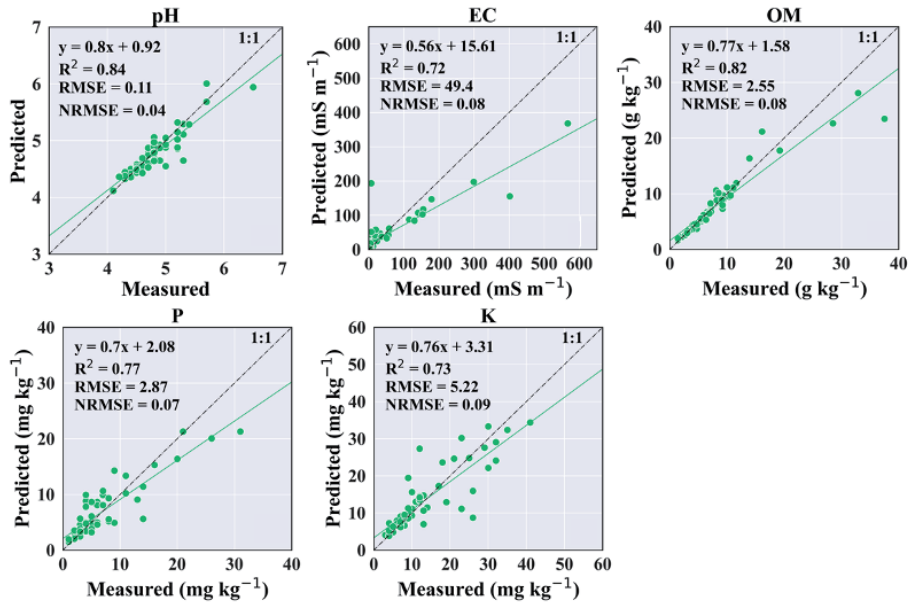 pH
7
6
5
4
3
3
4
5
6
7
Predicted
Measured
y = 0.8x + 0.92
R² = 0.84
RMSE = 0.11
NRMSE = 0.04
1:1
EC
600
500
400
300
200
100
0
0
100
200
300
400
500
600
Predicted (mS m⁻¹)
Measured (mS m⁻¹)
y = 0.56x + 15.61
R² = 0.72
RMSE = 49.4
NRMSE = 0.08
1:1
OM
40
30
20
10
0
0
10
20
30
40
Predicted (g kg⁻¹)
Measured (g kg⁻¹)
y = 0.77x + 1.58
R² = 0.82
RMSE = 2.55
NRMSE = 0.08
1:1
P
40
30
20
10
0
0
10
20
30
40
Predicted (mg kg⁻¹)
Measured (mg kg⁻¹)
y = 0.7x + 2.08
R² = 0.77
RMSE = 2.87
NRMSE = 0.07
1:1
K
60
50
40
30
20
10
0
0
10
20
30
40
50
60
Predicted (mg kg⁻¹)
Measured (mg kg⁻¹)
y = 0.76x + 3.31
R² = 0.73
RMSE = 5.22
NRMSE = 0.09
1:1